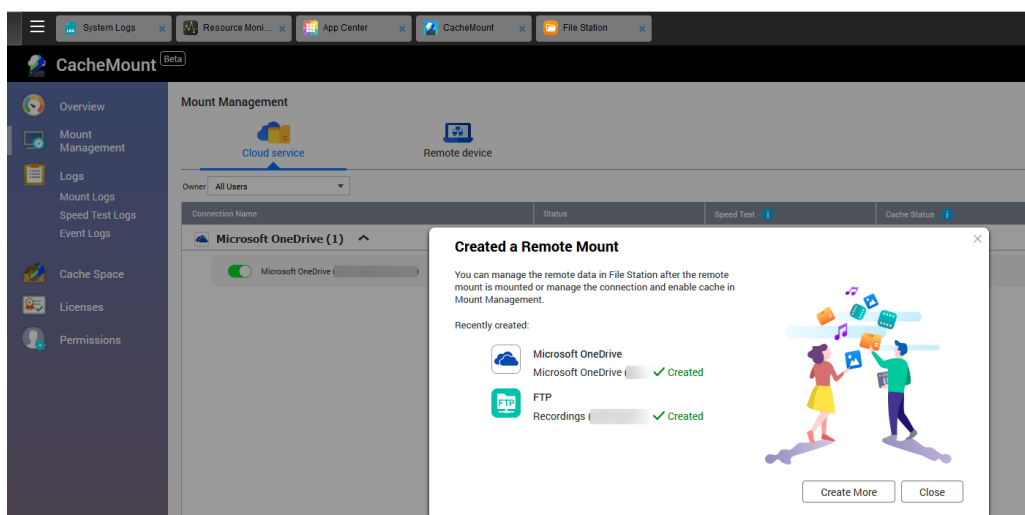 System Logs
Resource Moni...
App Center
CacheMount
File Station
CacheMount Beta
Overview
Mount
Management
Logs
Mount Logs
Speed Test Logs
Event Logs
Cache Space
Licenses
Permissions
Mount Management
Cloud service
Remote device
Owner All Users
Connection Name Status Speed Test i Cache Status i
Microsoft OneDrive (1)
Microsoft OneDrive ( )
Created a Remote Mount
You can manage the remote data in File Station after the remote
mount is mounted or manage the connection and enable cache in
Mount Management.
Recently created:
Microsoft OneDrive
Microsoft OneDrive ( Created
FTP
FTP
Recordings ( Created
Create More
Close